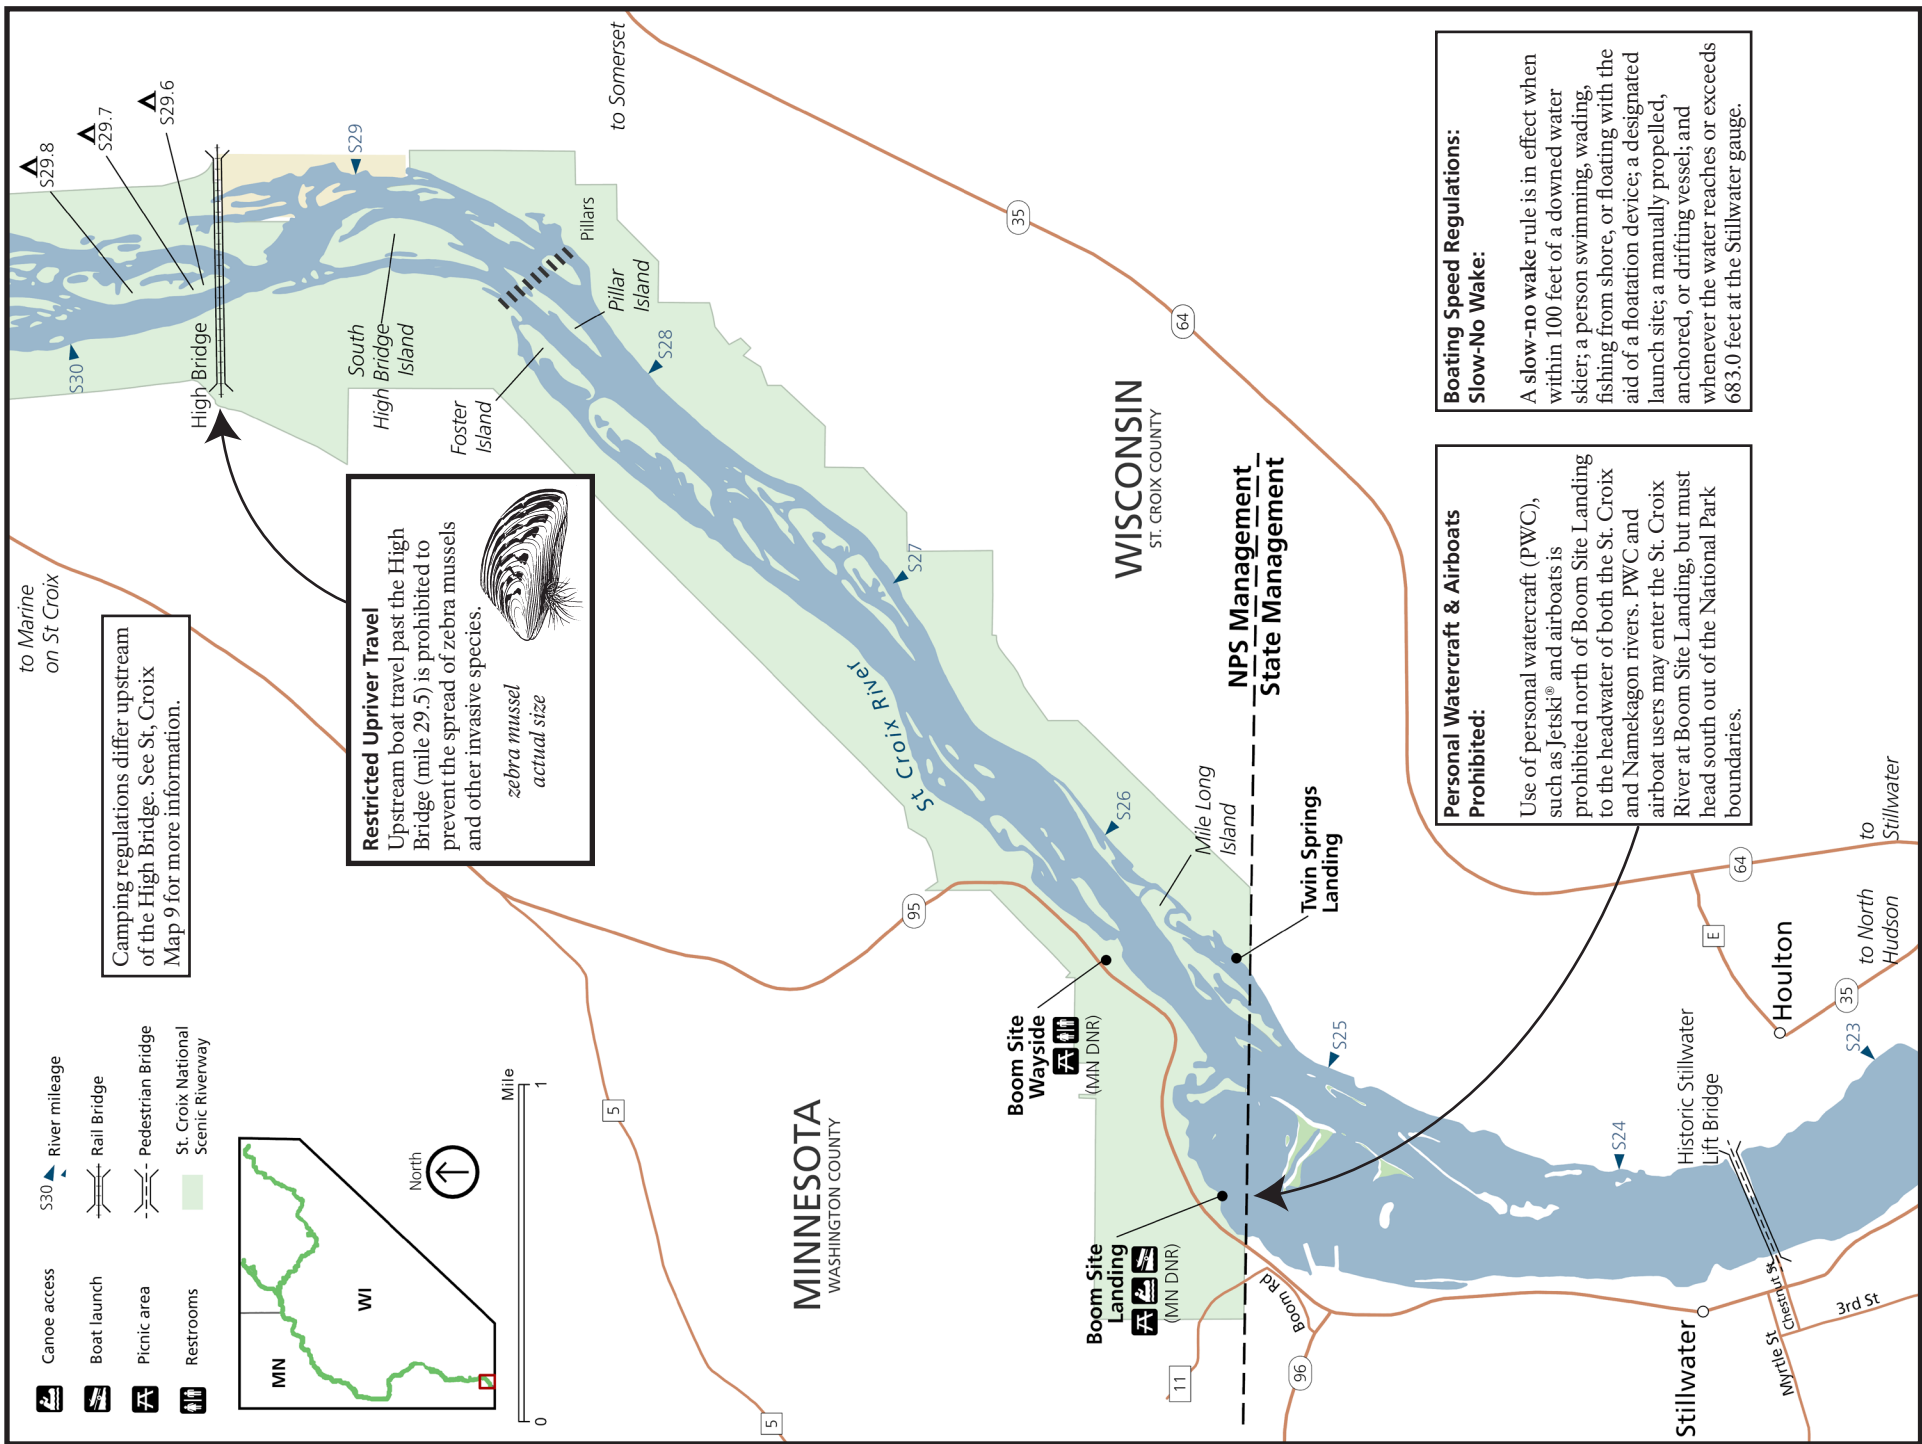 Canoe access
Boat launch
Picnic area
Restrooms
S30
River mileage
Rail Bridge
Pedestrian Bridge
St. Croix National
Scenic Riverway
MN
WI
North
0
1
Mile
Camping regulations differ upstream
of the High Bridge. See St, Croix
Map 9 for more information.
to Marine
on St Croix
Restricted Upriver Travel
Upstream boat travel past the High
Bridge (mile 29.5) is prohibited to
prevent the spread of zebra mussels
and other invasive species.
zebra mussel
actual size
S30
S29.8
S29.7
S29.6
High Bridge
S29
South
High Bridge
Island
Foster
Island
Pillar
Island
Pillars
to Somerset
S28
S27
St Croix River
S26
Mile Long
Island
5
5
95
35
64
MINNESOTA
WASHINGTON COUNTY
WISCONSIN
ST. CROIX COUNTY
NPS Management
State Management
Boom Site
Wayside
(MN DNR)
Twin Springs
Landing
Boom Site
Landing
(MN DNR)
11
96
Boom Rd
S25
S24
S23
Historic Stillwater
Lift Bridge
Stillwater
Myrtle St
Chestnut St
3rd St
Houlton
E
35
64
to North
Hudson
to
Stillwater
Personal Watercraft & Airboats
Prohibited:
Use of personal watercraft (PWC),
such as Jetski® and airboats is
prohibited north of Boom Site Landing
to the headwater of both the St. Croix
and Namekagon rivers. PWC and
airboat users may enter the St. Croix
River at Boom Site Landing, but must
head south out of the National Park
boundaries.
Boating Speed Regulations:
Slow-No Wake:
A slow-no wake rule is in effect when
within 100 feet of a downed water
skier; a person swimming, wading,
fishing from shore, or floating with the
aid of a floatation device; a designated
launch site; a manually propelled,
anchored, or drifting vessel; and
whenever the water reaches or exceeds
683.0 feet at the Stillwater gauge.